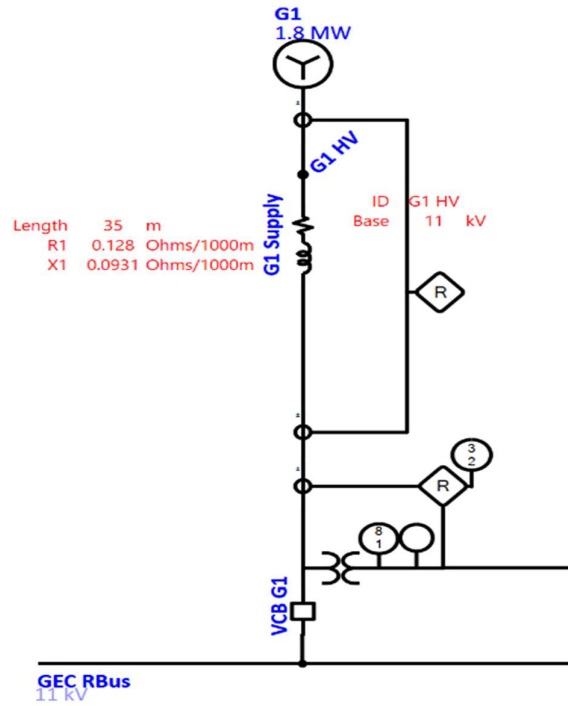 G1
1.8 MW
G1 HV
ID G1 HV
Base 11 kV
Length 35 m
R1 0.128 Ohms/1000m
X1 0.0931 Ohms/1000m
G1 Supply
R
R
3
2
8
1
VCB G1
GEC RBus
11 kV